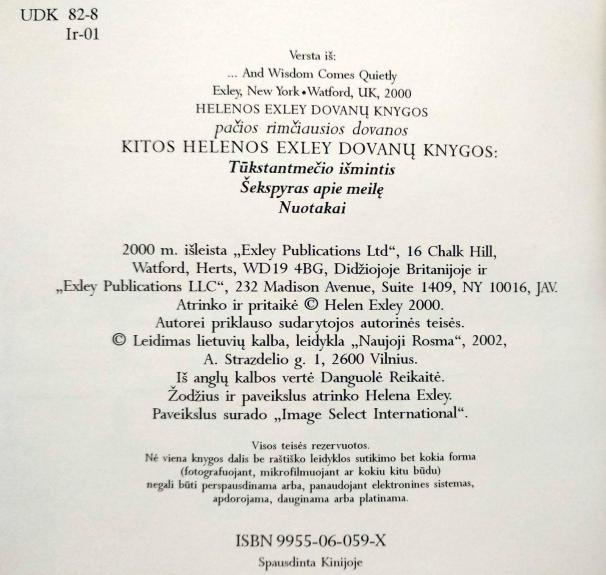 UDK 82-8
Ir-01
Versta iš:
... And Wisdom Comes Quietly
Exley, New York•Watford, UK, 2000
HELENOS EXLEY DOVANŲ KNYGOS
pačios rimčiausios dovanos
KITOS HELENOS EXLEY DOVANŲ KNYGOS:
Tūkstantmečio išmintis
Šekspyras apie meilę
Nuotakai
2000 m. išleista „Exley Publications Ltd“, 16 Chalk Hill,
Watford, Herts, WD19 4BG, Didžiojoje Britanijoje ir
„Exley Publications LLC“, 232 Madison Avenue, Suite 1409, NY 10016, JAV.
Atrinko ir pritaikė © Helen Exley 2000.
Autorei priklauso sudarytojos autorinės teisės.
© Leidimas lietuvių kalba, leidykla „Naujoji Rosma“, 2002,
A. Strazdelio g. 1, 2600 Vilnius.
Iš anglų kalbos vertė Danguolė Reikaitė.
Žodžius ir paveikslus atrinko Helena Exley.
Paveikslus surado „Image Select International“.
Visos teisės rezervuotos.
Nė viena knygos dalis be raštiško leidyklos sutikimo bet kokia forma
(fotografuojant, mikrofilmuojant ar kokiu kitu būdu)
negali būti perspausdinama arba, panaudojant elektronines sistemas,
apdorojama, dauginama arba platinama.
ISBN 9955-06-059-X
Spausdinta Kinijoje